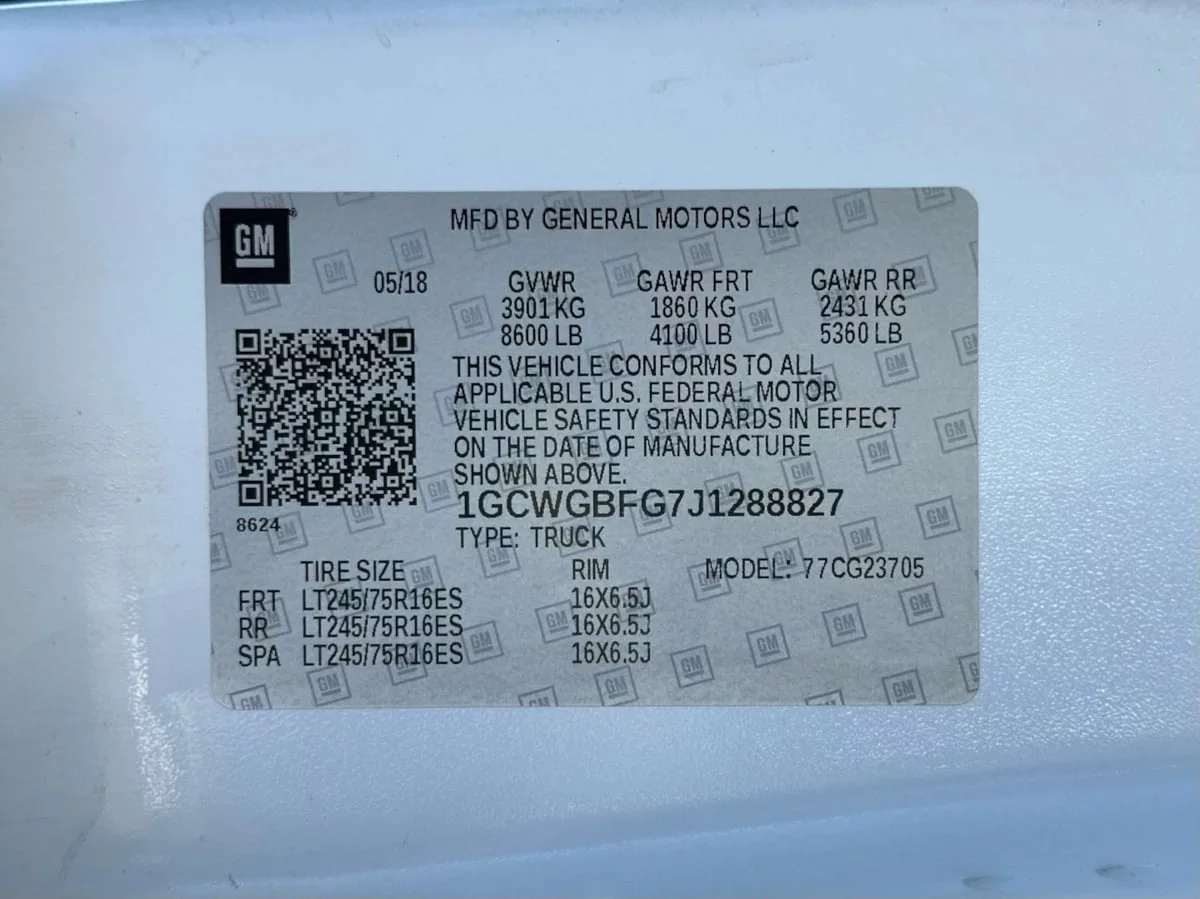 GM
MFD BY GENERAL MOTORS LLC
05/18 GVWR GAWR FRT GAWR RR
3901 KG 1860 KG 2431 KG
8600 LB 4100 LB 5360 LB
THIS VEHICLE CONFORMS TO ALL
APPLICABLE U.S. FEDERAL MOTOR
VEHICLE SAFETY STANDARDS IN EFFECT
ON THE DATE OF MANUFACTURE
SHOWN ABOVE.
1GCWGBFG7J1288827
8624
TYPE: TRUCK
TIRE SIZE RIM MODEL: 77CG23705
FRT LT245/75R16ES 16X6.5J
RR LT245/75R16ES 16X6.5J
SPA LT245/75R16ES 16X6.5J